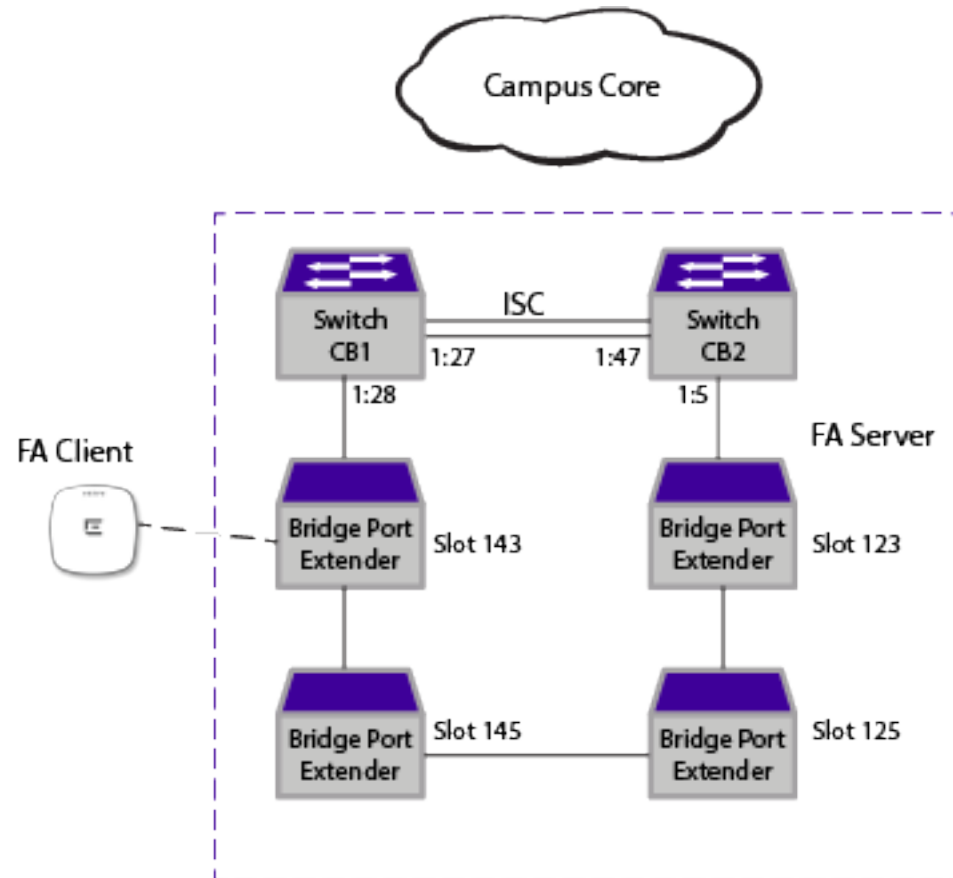 Campus Core
ISC
Switch
CB1
Switch
CB2
1:27
1:47
1:28
1:5
FA Client
FA Server
Bridge Port
Extender
Slot 143
Bridge Port
Extender
Slot 123
Bridge Port
Extender
Slot 145
Bridge Port
Extender
Slot 125